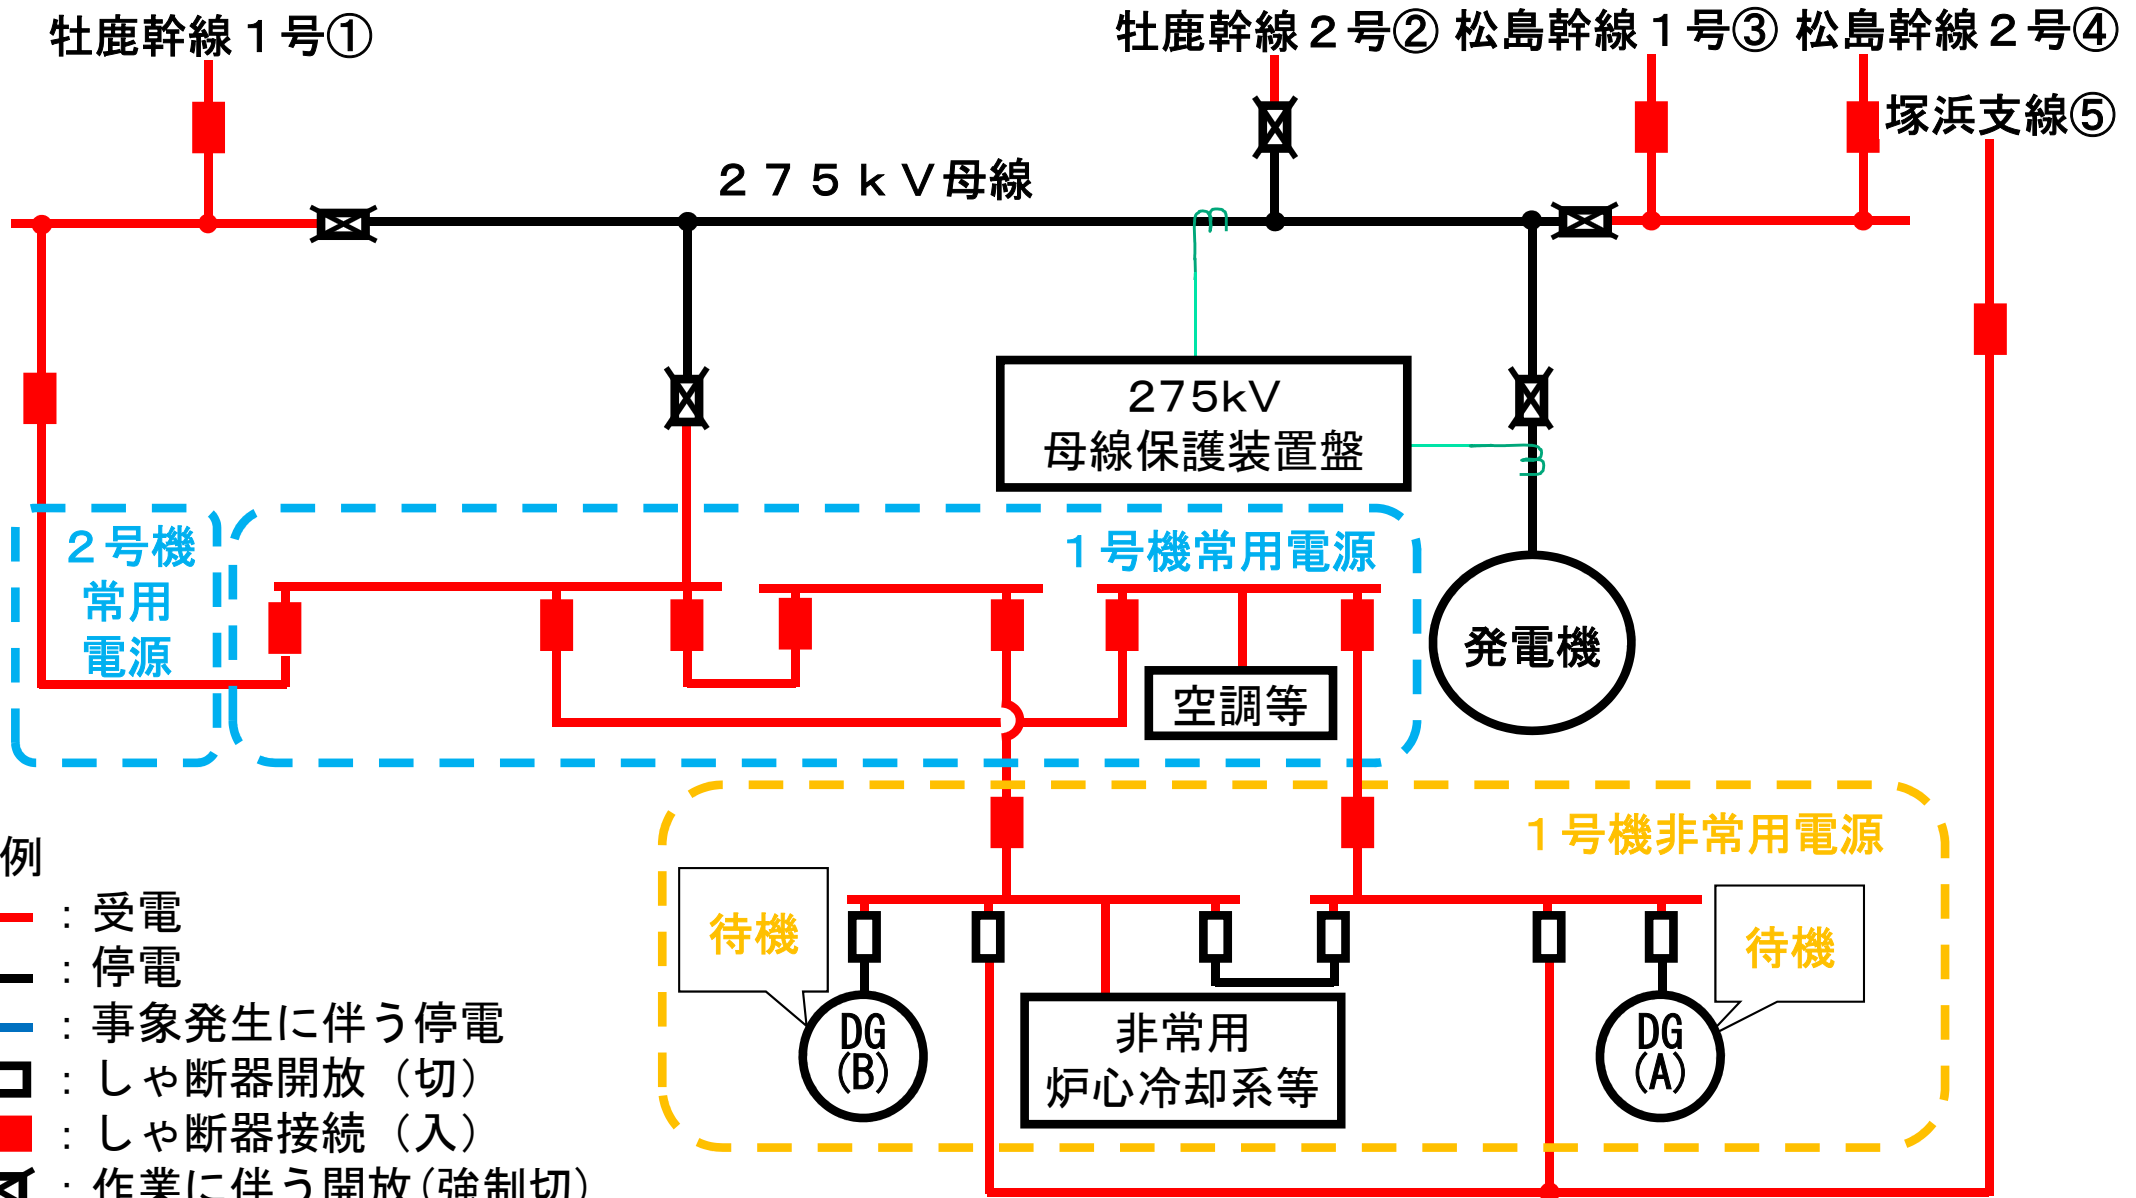 牡鹿幹線１号①
牡鹿幹線２号②
松島幹線１号③
松島幹線２号④
塚浜支線⑤
２７５ｋＶ母線
275kV
母線保護装置盤
２号機
常用
電源
１号機常用電源
空調等
発電機
１号機非常用電源
待機
待機
DG
(B)
非常用
炉心冷却系等
DG
(A)
例
：受電
：停電
：事象発生に伴う停電
：しゃ断器開放（切）
：しゃ断器接続（入）
：作業に伴う開放(強制切)